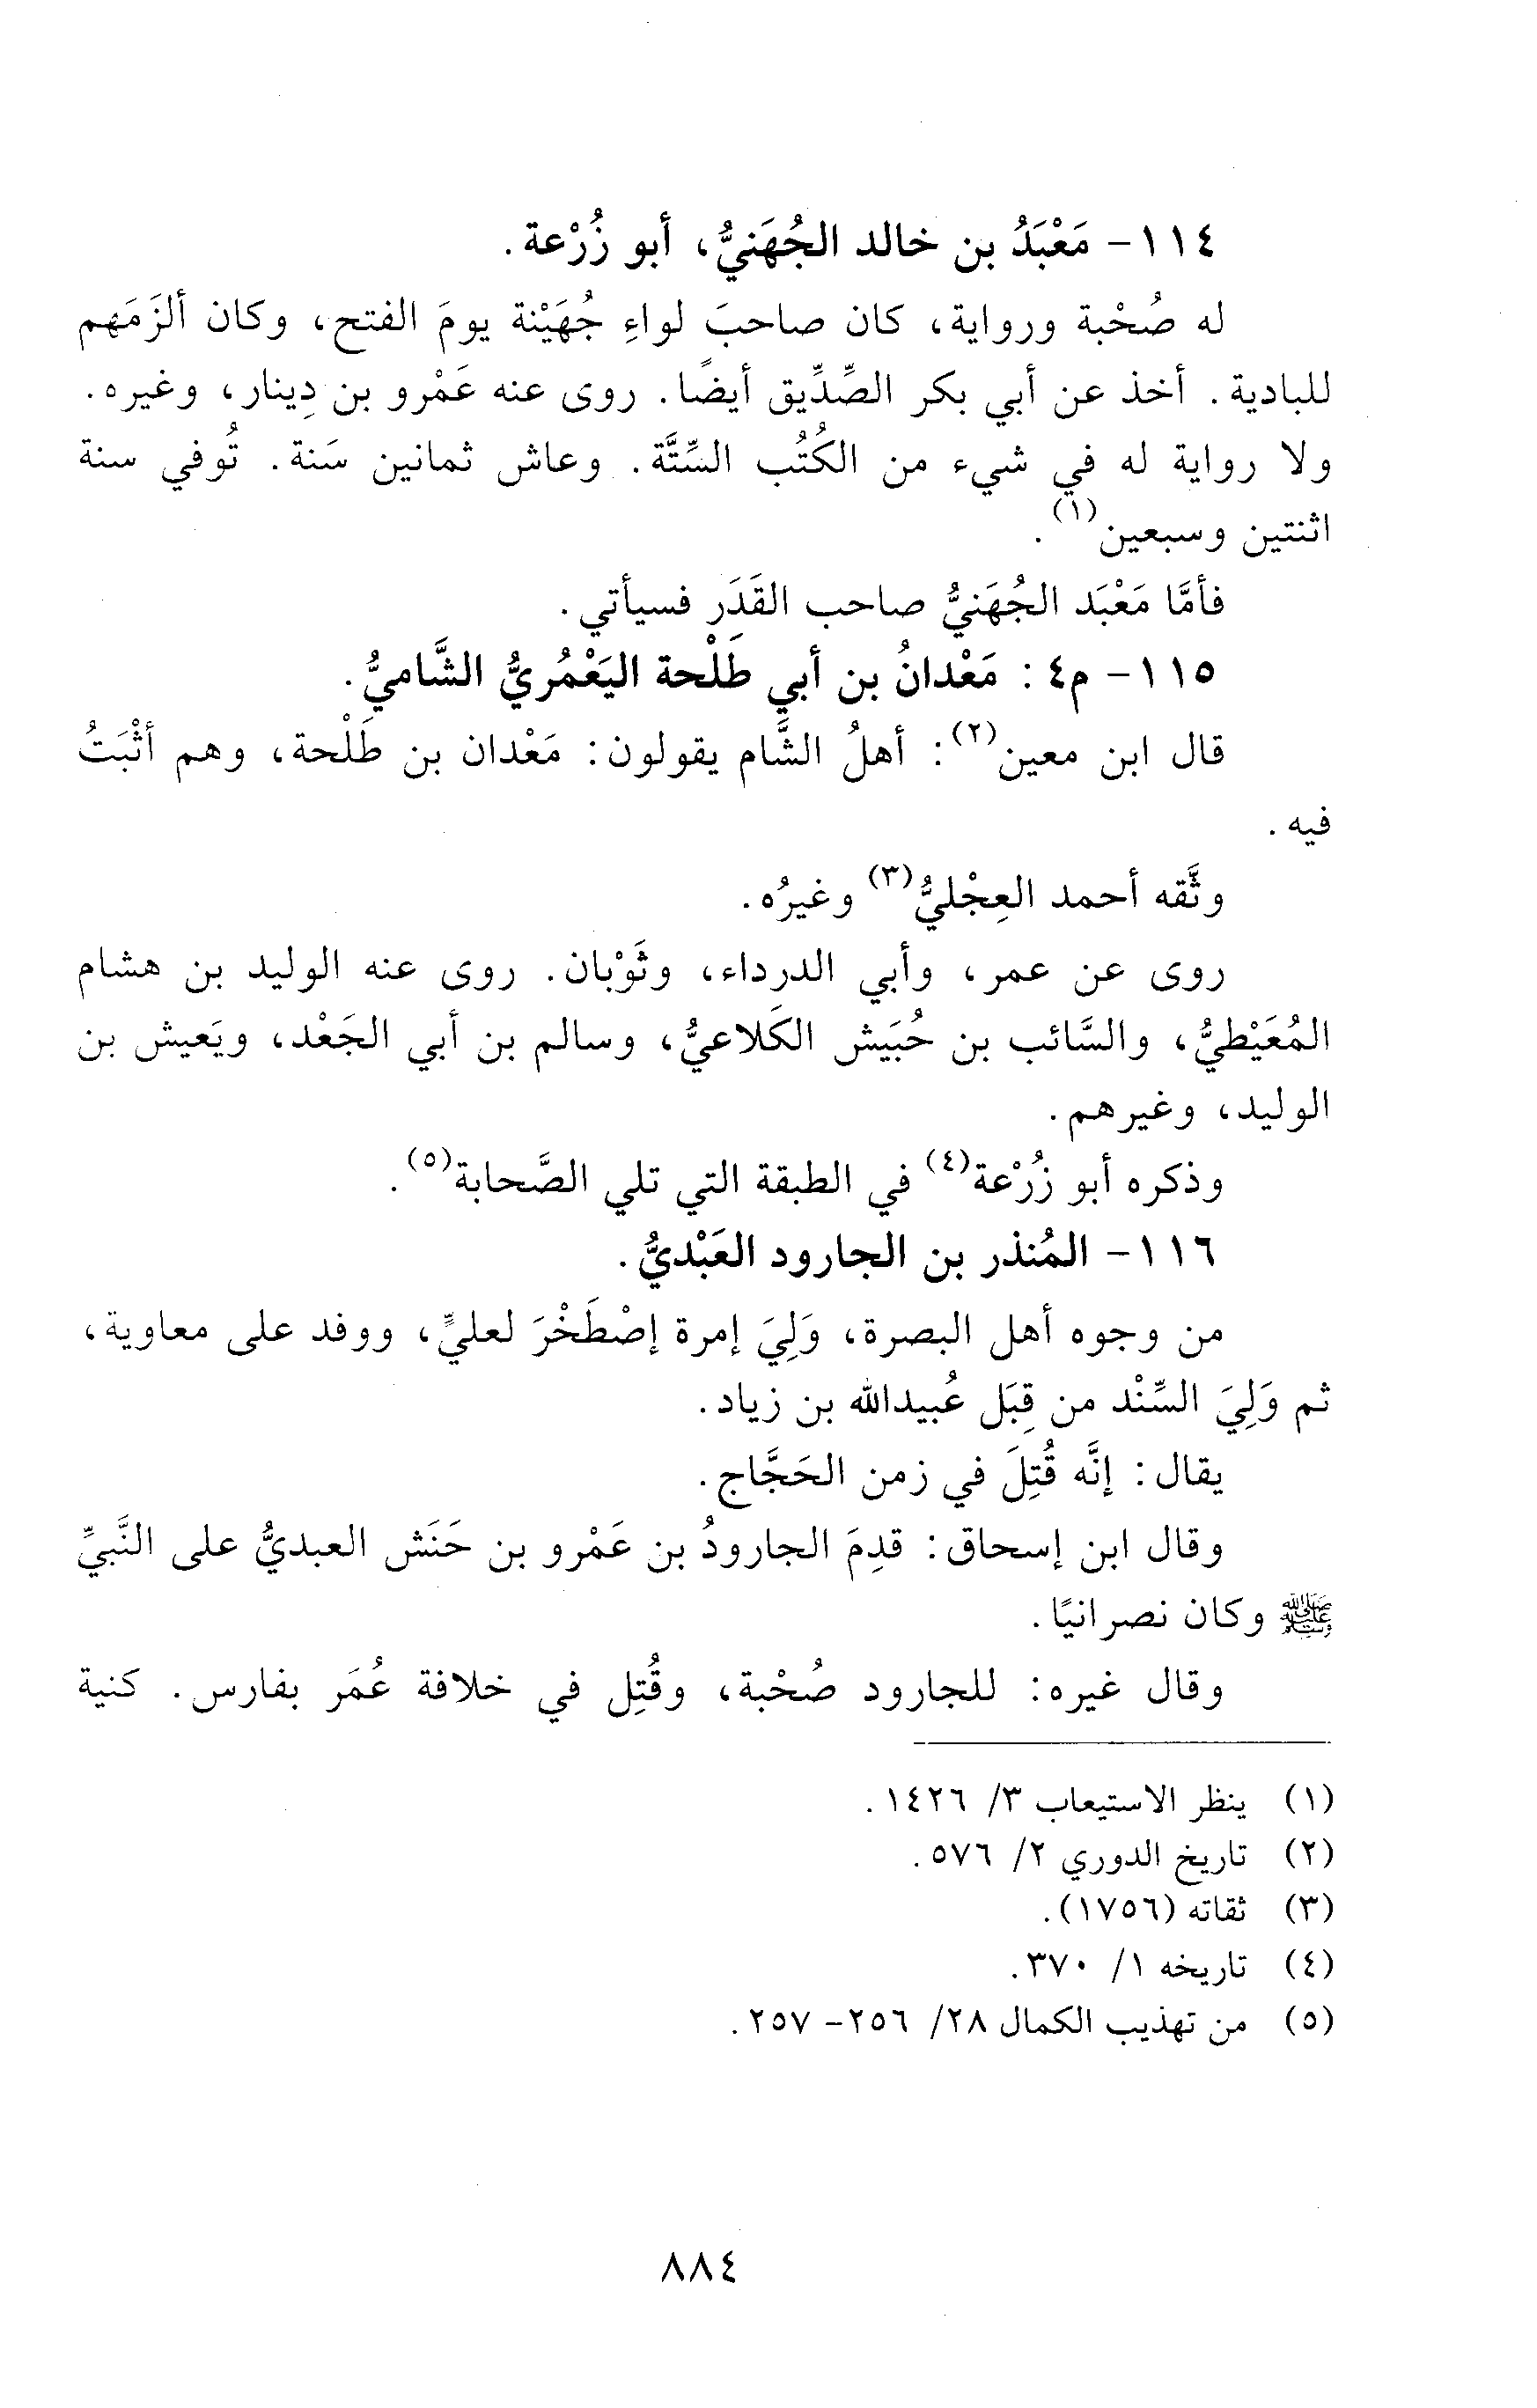 ١١٤- مَعْبَدُ بن خالد الجُهَنيُّ، أبو زُرْعة.
له صُحْبة ورواية، كان صاحبَ لواءِ جُهَيْنة يومَ الفتح، وكان ألزَمَهم
للبادية. أخذ عن أبي بكر الصِّدِّيق أيضًا. روى عنه عَمْرو بن دِينار، وغيره.
ولا رواية له في شيء من الكُتُب السِّتَّة. وعاش ثمانين سَنة. تُوفي سنة
اثنتين وسبعين(١).
فأمَّا مَعْبَد الجُهَنيُّ صاحب القَدَر فسيأتي.
١١٥- م٤: مَعْدانُ بن أبي طَلْحة اليَعْمُريُّ الشَّاميُّ.
قال ابن معين(٢): أهلُ الشَّام يقولون: مَعْدان بن طَلْحة، وهم أثْبَتُ
فيه.
وثَّقه أحمد العِجْليُّ(٣) وغيرُه.
روى عن عمر، وأبي الدرداء، وثَوْبان. روى عنه الوليد بن هشام
المُعَيْطيُّ، والسَّائب بن حُبَيش الكَلاعيُّ، وسالم بن أبي الجَعْد، ويَعيش بن
الوليد، وغيرهم.
وذكره أبو زُرْعة(٤) في الطبقة التي تلي الصَّحابة(٥).
١١٦- المُنذر بن الجارود العَبْديُّ.
من وجوه أهل البصرة، وَلِيَ إمرة إصْطَخْرَ لعليٍّ، ووفد على معاوية،
ثم وَلِيَ السِّنْد من قِبَل عُبيدالله بن زياد.
يقال: إنَّه قُتِلَ في زمن الحَجَّاج.
وقال ابن إسحاق: قدِمَ الجارودُ بن عَمْرو بن حَنَش العبديُّ على النَّبيِّ
ﷺ وكان نصرانيًا.
وقال غيره: للجارود صُحْبة، وقُتِل في خلافة عُمَر بفارس. كنية
(١) ينظر الاستيعاب ٣/ ١٤٢٦.
(٢) تاريخ الدوري ٢/ ٥٧٦.
(٣) ثقاته (١٧٥٦).
(٤) تاريخه ١/ ٣٧٠.
(٥) من تهذيب الكمال ٢٨/ ٢٥٦- ٢٥٧.
٨٨٤